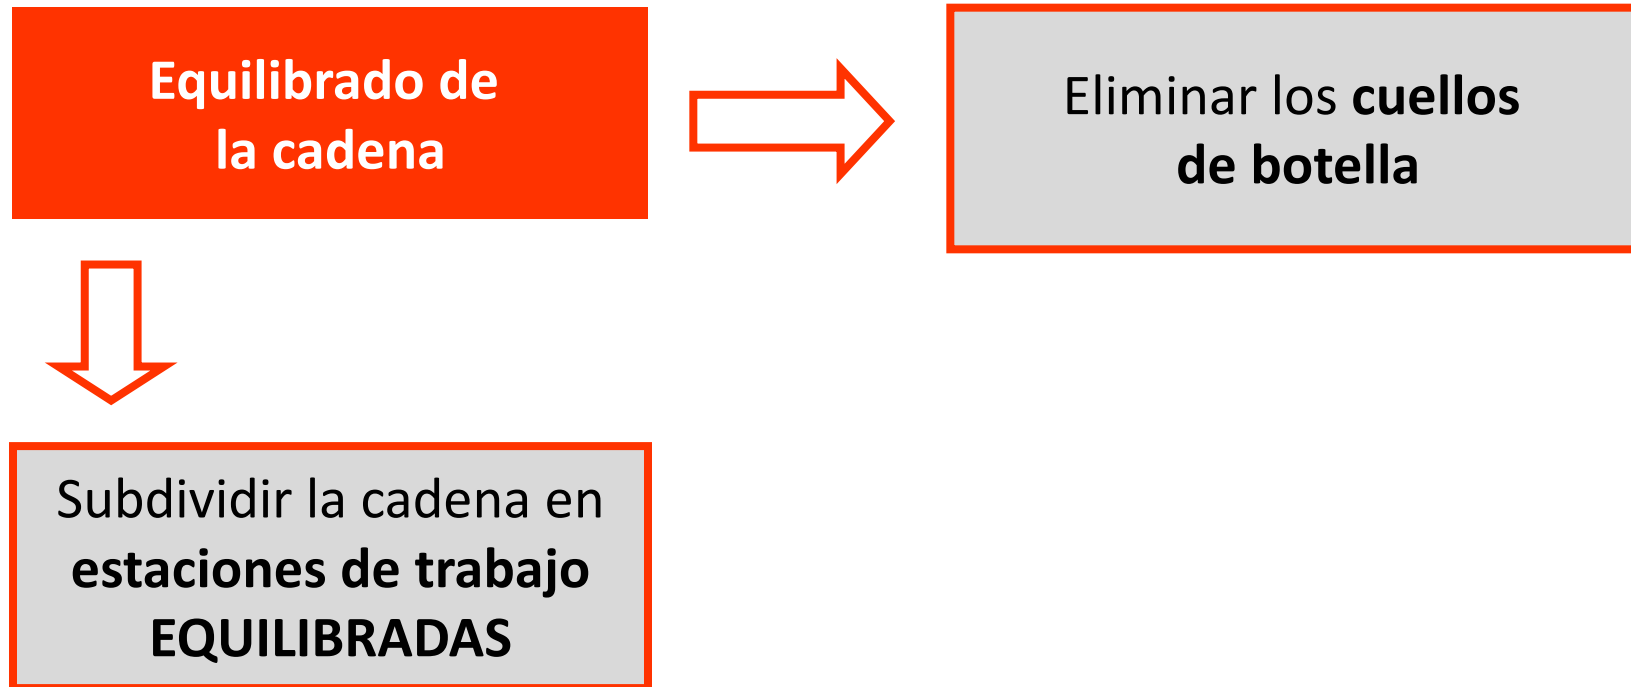 Equilibrado de
la cadena
Eliminar los cuellos
de botella
Subdividir la cadena en
estaciones de trabajo
EQUILIBRADAS